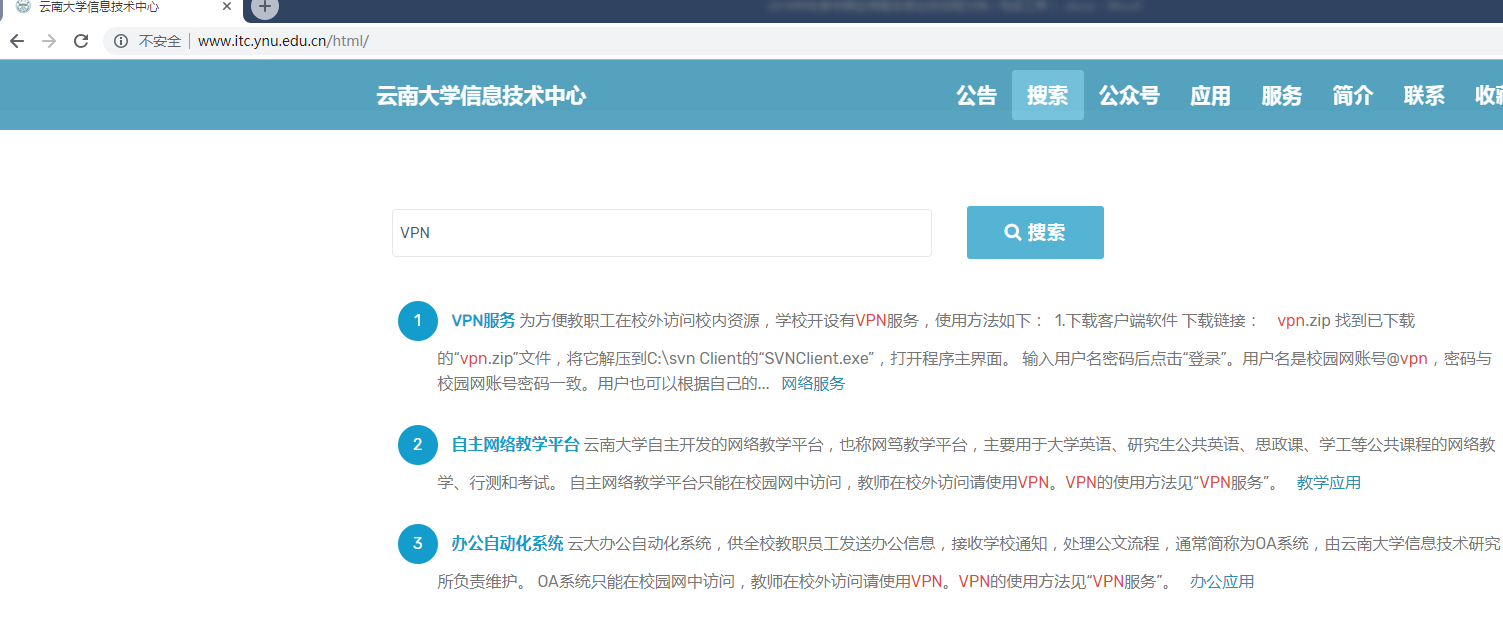 云南大学信息技术中心
不安全 www.itc.ynu.edu.cn/html/
云南大学信息技术中心 公告 搜索 公众号 应用 服务 简介 联系 收藏
VPN 搜索
1 VPN服务 为方便教职工在校外访问校内资源，学校开设有VPN服务，使用方法如下： 1.下载客户端软件 下载链接： vpn.zip 找到已下载
的“vpn.zip”文件，将它解压到C:\svn Client的“SVNClient.exe”，打开程序主界面。 输入用户名密码后点击“登录”。用户名是校园网账号@vpn，密码与
校园网账号密码一致。用户也可以根据自己的... 网络服务
2 自主网络教学平台 云南大学自主开发的网络教学平台，也称网笃教学平台，主要用于大学英语、研究生公共英语、思政课、学工等公共课程的网络教
学、行测和考试。 自主网络教学平台只能在校园网中访问，教师在校外访问请使用VPN。VPN的使用方法见“VPN服务”。 教学应用
3 办公自动化系统 云大办公自动化系统，供全校教职员工发送办公信息，接收学校通知，处理公文流程，通常简称为OA系统，由云南大学信息技术研究
所负责维护。 OA系统只能在校园网中访问，教师在校外访问请使用VPN。VPN的使用方法见“VPN服务”。 办公应用